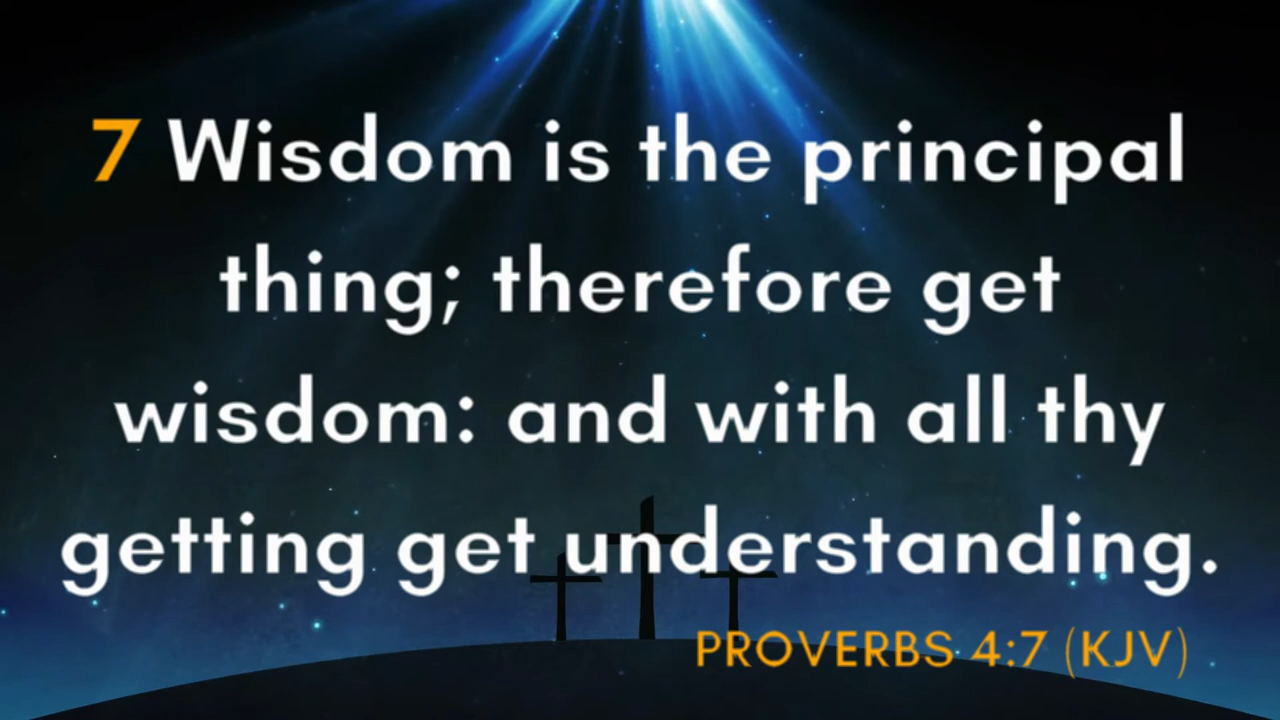 7 Wisdom is the principal
thing; therefore get
wisdom: and with all thy
getting get understanding.
PROVERBS 4:7 (KJV)